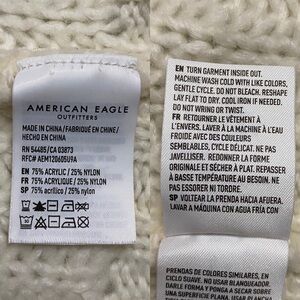 AMERICAN EAGLE
OUTFITTERS
MADE IN CHINA / FABRIQUÉ EN CHINE /
HECHO EN CHINA
RN 54485/CA 03873
RFC# AEM120605U9A
EN 75% ACRYLIC / 25% NYLON
FR 75% ACRYLIQUE / 25% NYLON
SP 75% acrílico / 25% nylon
EN TURN GARMENT INSIDE OUT.
MACHINE WASH COLD WITH LIKE COLORS,
GENTLE CYCLE. DO NOT BLEACH. RESHAPE
LAY FLAT TO DRY. COOL IRON IF NEEDED.
DO NOT WRING OR TWIST.
FR RETOURNER LE VÊTEMENT À
L'ENVERS. LAVER À LA MACHINE À L'EAU
FROIDE AVEC DES COULEURS
SEMBLABLES, CYCLE DÉLICAT. NE PAS
JAVELLISER. REDONNER LA FORME
ORIGINALE ET SÉCHER À PLAT. REPASSER
À BASSE TEMPÉRATURE AU BESOIN. NE
PAS ESSORER NI TORDRE.
SP VOLTEAR LA PRENDA HACIA AFUERA.
LAVAR A MÁQUINA CON AGUA FRÍA CON
PRENDAS DE COLORES SIMILARES, EN
CICLO SUAVE. NO USAR BLANQUEADOR.
DARLE FORMA Y PONGA A SECAR SOBRE
UNA SUPERFICIE PLANA. PLANCHAR